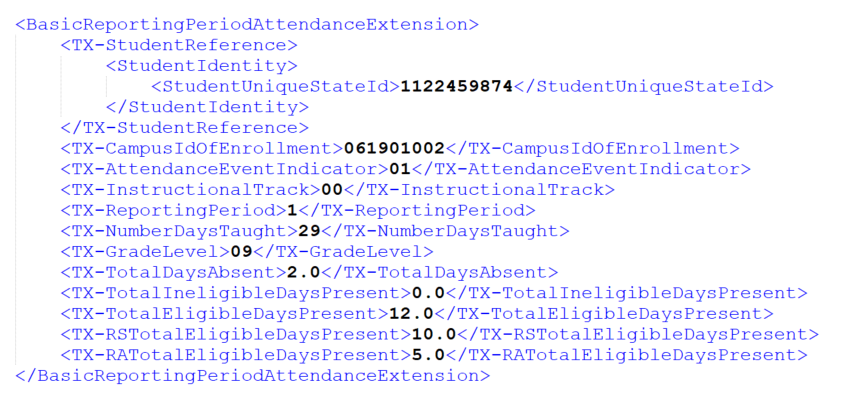 <BasicReportingPeriodAttendanceExtension>
<TX-StudentReference>
<StudentIdentity>
<StudentUniqueStateId>1122459874</StudentUniqueStateId>
</StudentIdentity>
</TX-StudentReference>
<TX-CampusIdOfEnrollment>061901002</TX-CampusIdOfEnrollment>
<TX-AttendanceEventIndicator>01</TX-AttendanceEventIndicator>
<TX-InstructionalTrack>00</TX-InstructionalTrack>
<TX-ReportingPeriod>1</TX-ReportingPeriod>
<TX-NumberDaysTaught>29</TX-NumberDaysTaught>
<TX-GradeLevel>09</TX-GradeLevel>
<TX-TotalDaysAbsent>2.0</TX-TotalDaysAbsent>
<TX-TotalIneligibleDaysPresent>0.0</TX-TotalIneligibleDaysPresent>
<TX-TotalEligibleDaysPresent>12.0</TX-TotalEligibleDaysPresent>
<TX-RSTotalEligibleDaysPresent>10.0</TX-RSTotalEligibleDaysPresent>
<TX-RATotalEligibleDaysPresent>5.0</TX-RATotalEligibleDaysPresent>
</BasicReportingPeriodAttendanceExtension>